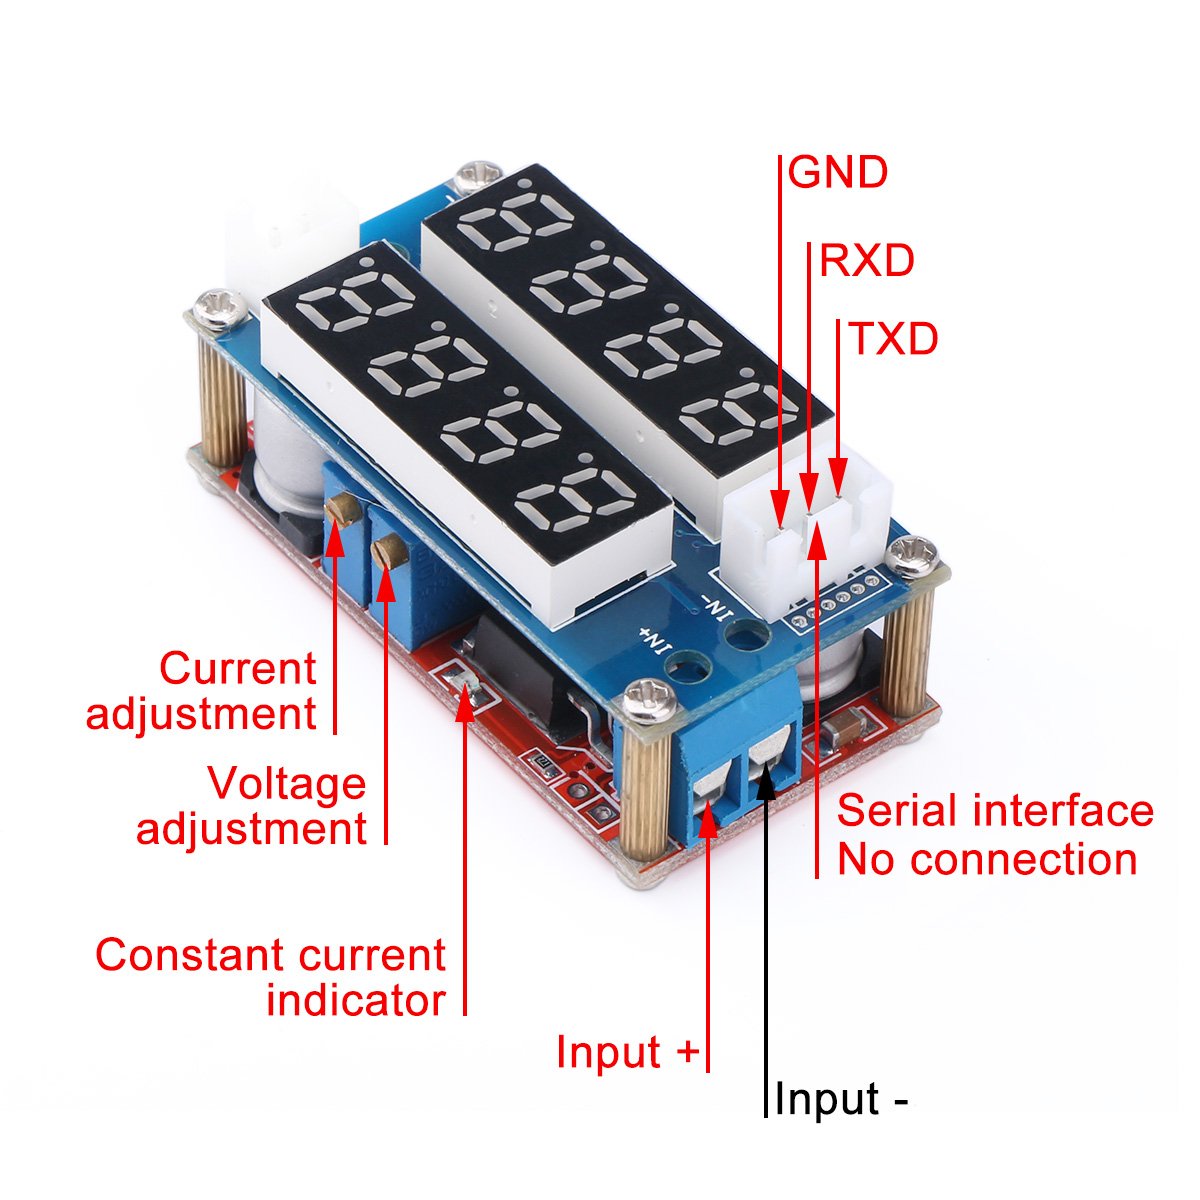 GND
RXD
TXD
IN-
IN+
Current
adjustment
Voltage
adjustment
Serial interface
No connection
Constant current
indicator
Input +
Input -